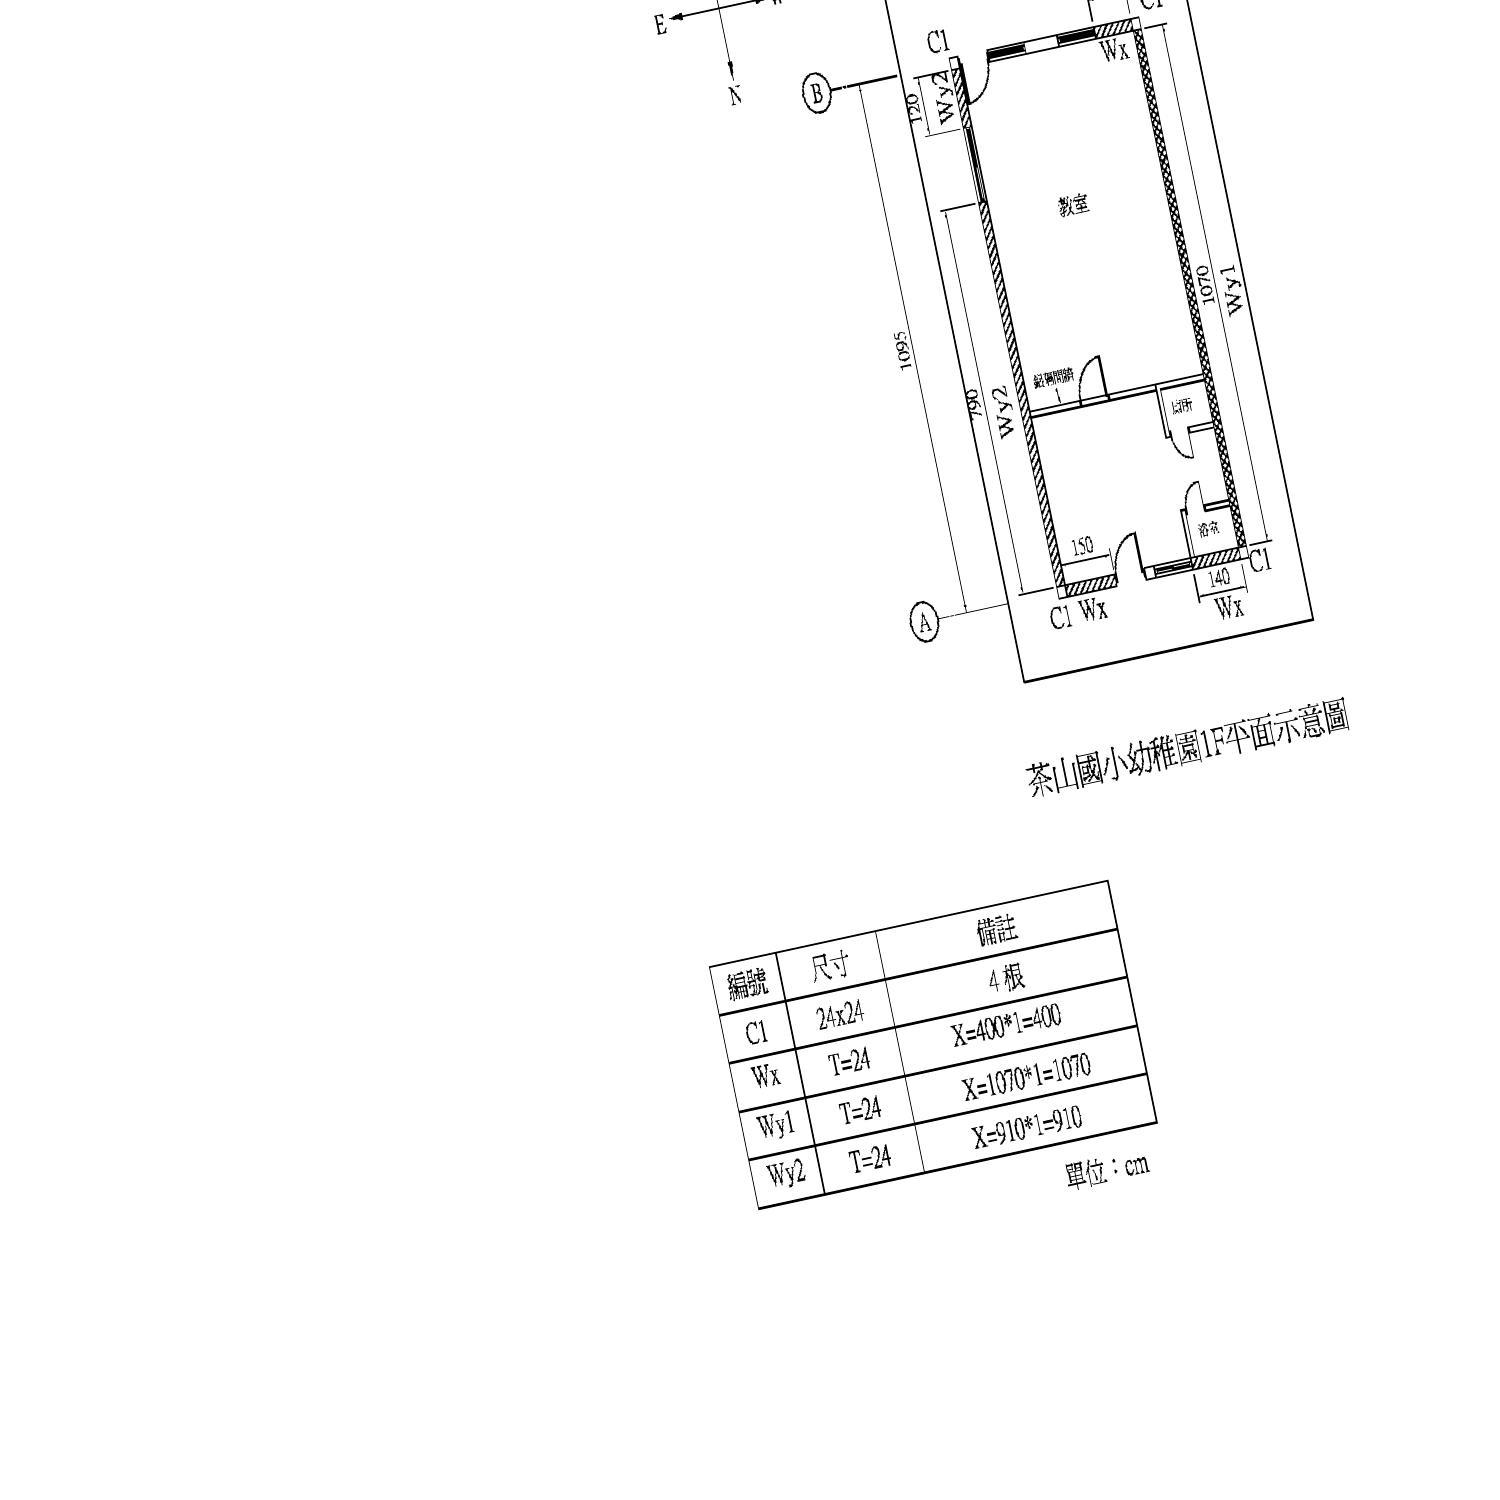 E
N
C1
C1
Wx
B
120
Wy2
教室
1070
Wy1
1095
790
Wy2
鋁隔間牆
廁所
浴室
150
140
C1
C1
Wx
Wx
A
茶山國小幼稚園1F平面示意圖
編號 尺寸 備註
C1 24x24 4根
Wx T=24 X=400*1=400
Wy1 T=24 X=1070*1=1070
Wy2 T=24 X=910*1=910
單位：cm